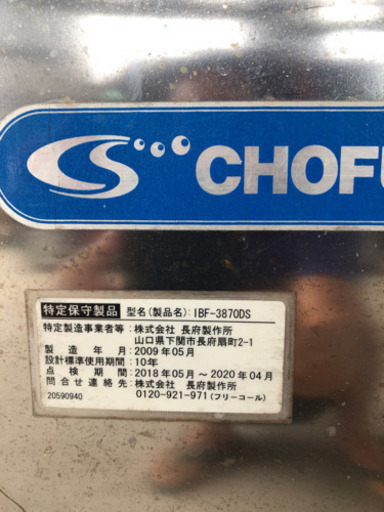 CHOFU
特定保守製品 型名(製品名): IBF-3870DS
特定製造事業者等: 株式会社 長府製作所
山口県下関市長府扇町2-1
製造年月: 2009年05月
設計標準使用期間: 10年
点検期間: 2018年05月 ～ 2020年04月
問合せ連絡先: 株式会社 長府製作所
20590940 0120-921-971 (フリーコール)